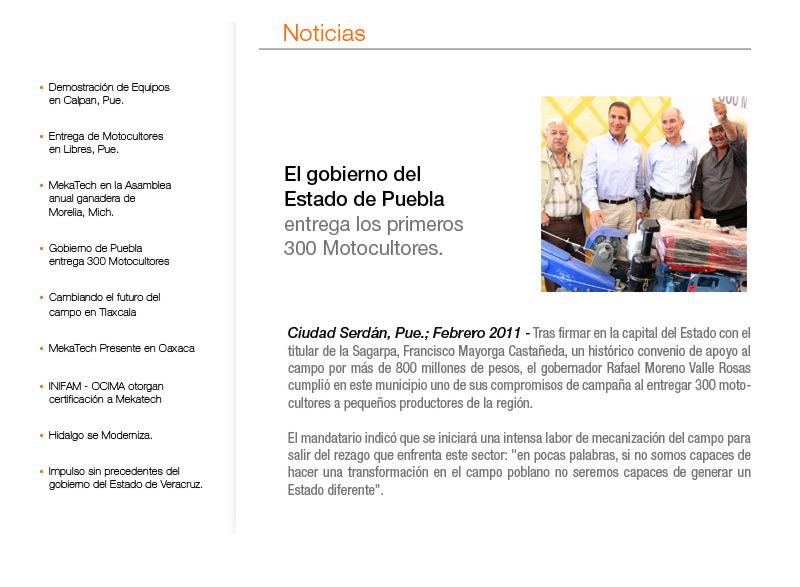 Noticias
• Demostración de Equipos
en Calpan, Pue.
• Entrega de Motocultores
en Libres, Pue.
• MekaTech en la Asamblea
anual ganadera de
Morelia, Mich.
• Gobierno de Puebla
entrega 300 Motocultores
• Cambiando el futuro del
campo en Tlaxcala
• MekaTech Presente en Oaxaca
• INIFAM - OCIMA otorgan
certificación a Mekatech
• Hidalgo se Moderniza.
• Impulso sin precedentes del
gobierno del Estado de Veracruz.
El gobierno del
Estado de Puebla
entrega los primeros
300 Motocultores.
Ciudad Serdán, Pue.; Febrero 2011 - Tras firmar en la capital del Estado con el
titular de la Sagarpa, Francisco Mayorga Castañeda, un histórico convenio de apoyo al
campo por más de 800 millones de pesos, el gobernador Rafael Moreno Valle Rosas
cumplió en este municipio uno de sus compromisos de campaña al entregar 300 moto-
cultores a pequeños productores de la región.
El mandatario indicó que se iniciará una intensa labor de mecanización del campo para
salir del rezago que enfrenta este sector: "en pocas palabras, si no somos capaces de
hacer una transformación en el campo poblano no seremos capaces de generar un
Estado diferente".